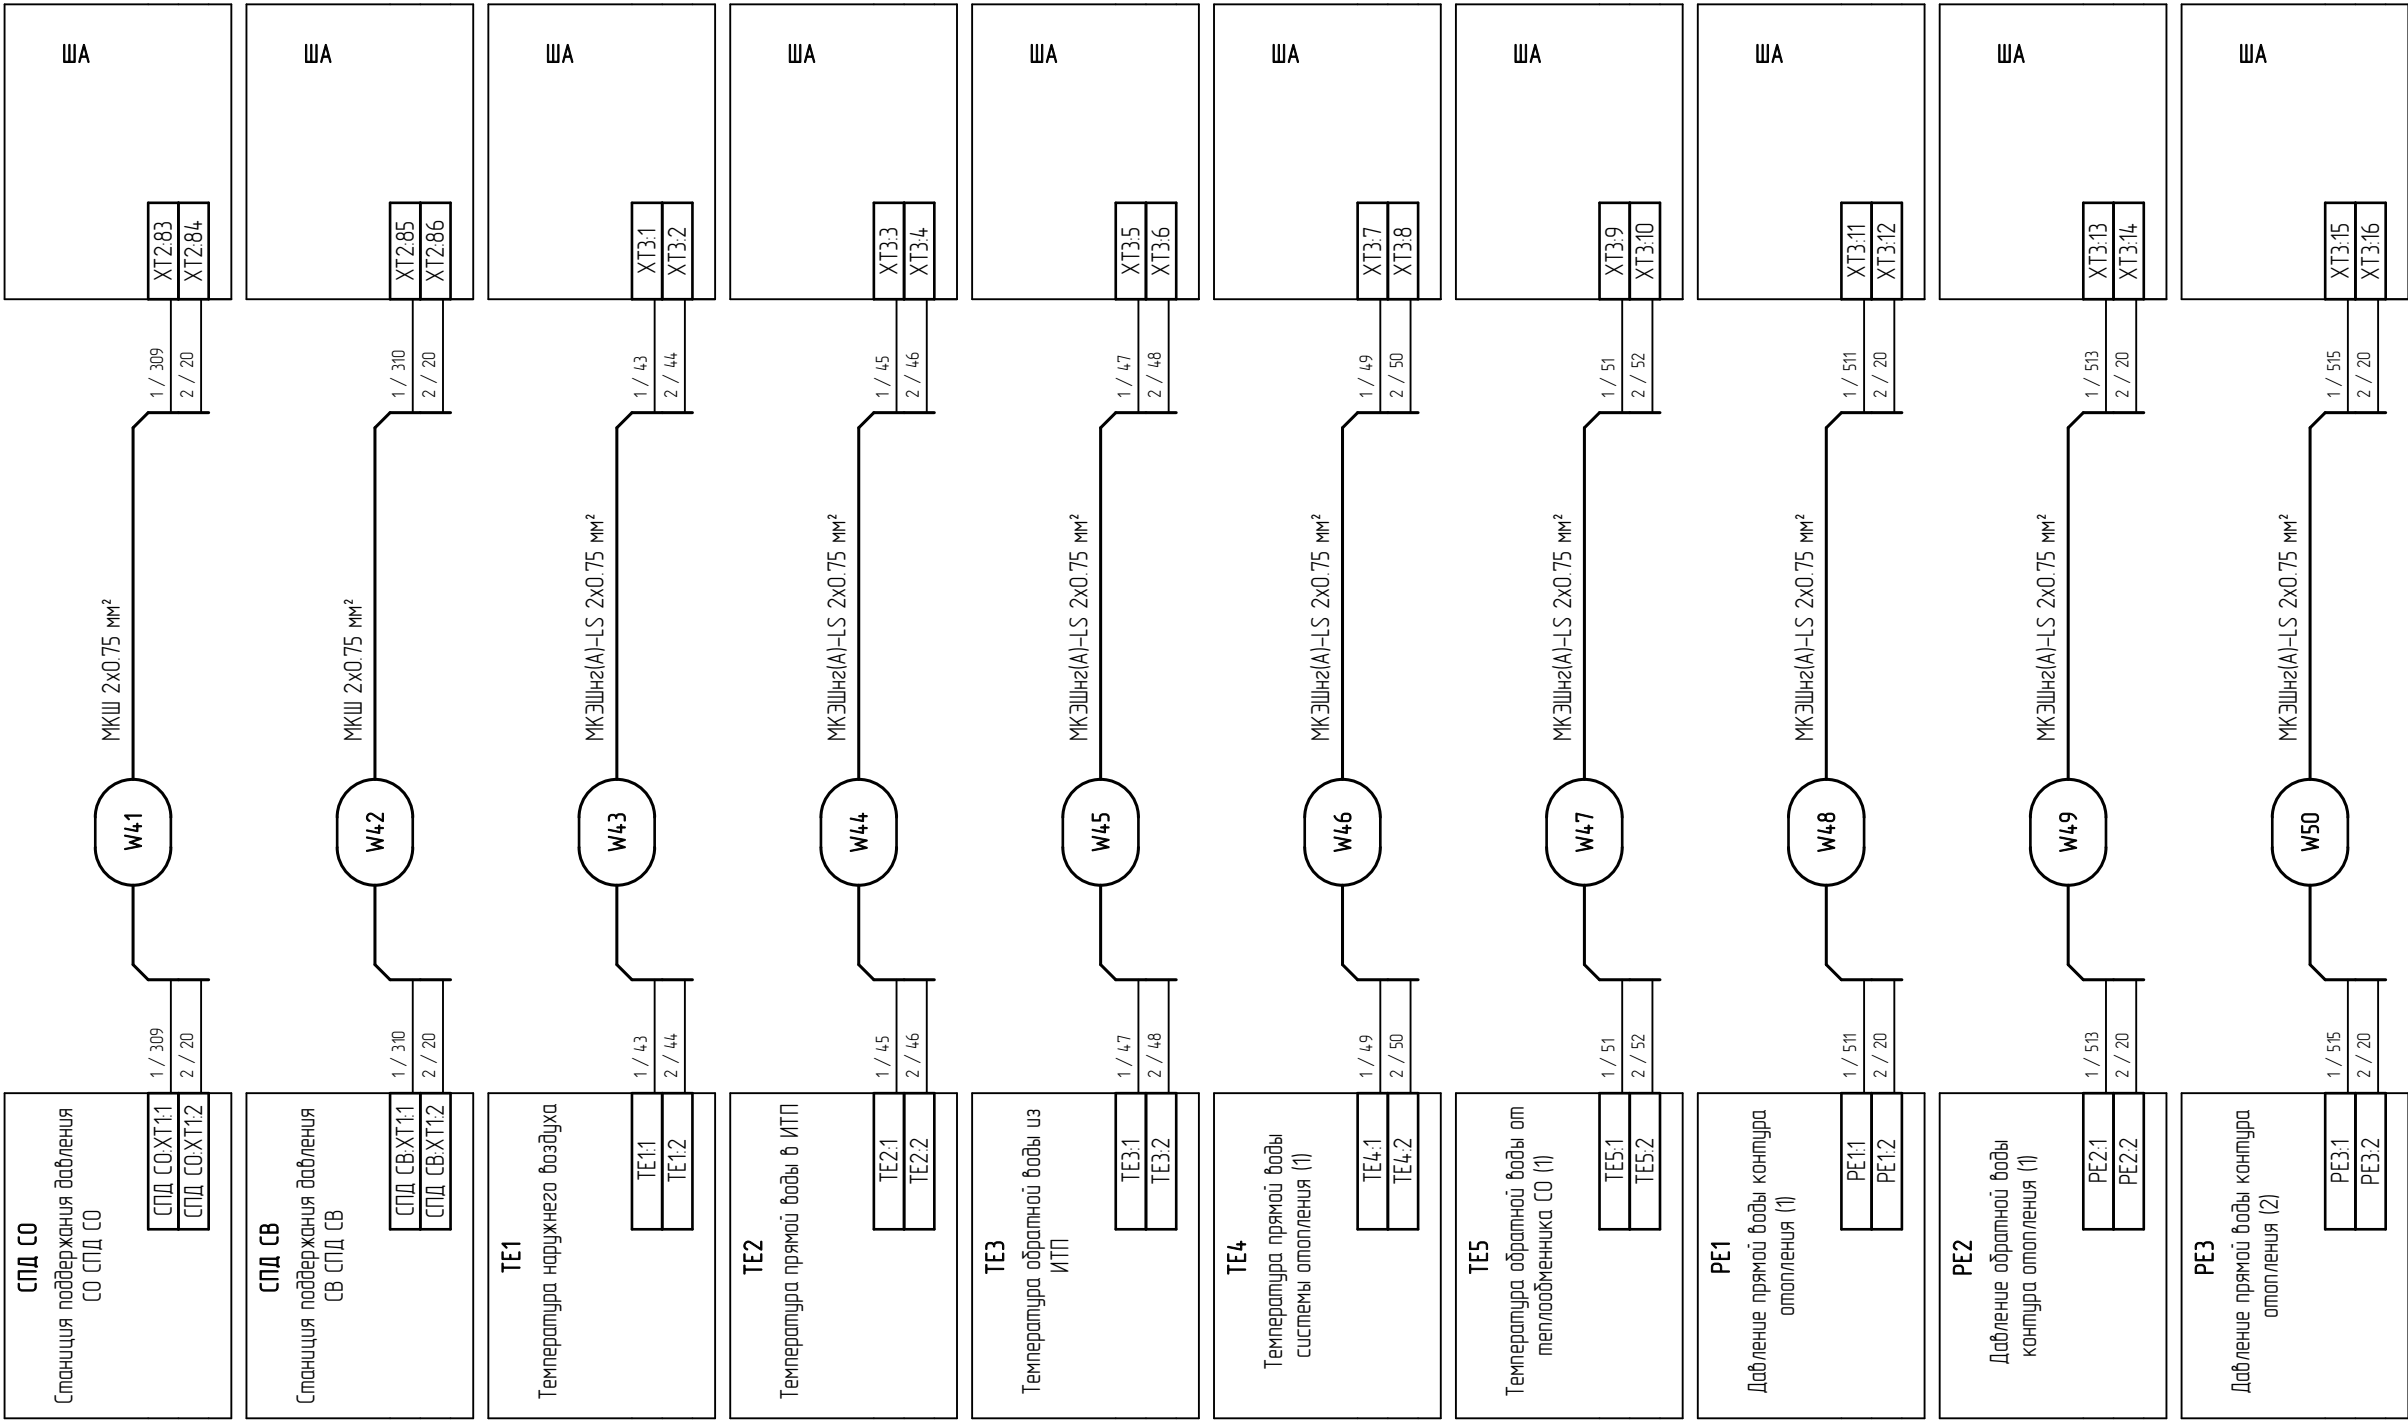 СПД СО
Станиция поддержания давления
СО СПД СО
СПД СО:XT1:1
СПД СО:XT1:2
1 / 309
2 / 20
W41
МКШ 2x0.75 мм²
1 / 309
2 / 20
XT2:83
XT2:84
ША
СПД СВ
Станиция поддержания давления
СВ СПД СВ
СПД СВ:XT1:1
СПД СВ:XT1:2
1 / 310
2 / 20
W42
МКШ 2x0.75 мм²
1 / 310
2 / 20
XT2:85
XT2:86
ША
TE1
Температура наружнего воздуха
TE1:1
TE1:2
1 / 43
2 / 44
W43
МКЭШнг(А)-LS 2x0.75 мм²
1 / 43
2 / 44
XT3:1
XT3:2
ША
TE2
Температура прямой воды в ИТП
TE2:1
TE2:2
1 / 45
2 / 46
W44
МКЭШнг(А)-LS 2x0.75 мм²
1 / 45
2 / 46
XT3:3
XT3:4
ША
TE3
Температура обратной воды из
ИТП
TE3:1
TE3:2
1 / 47
2 / 48
W45
МКЭШнг(А)-LS 2x0.75 мм²
1 / 47
2 / 48
XT3:5
XT3:6
ША
TE4
Температура прямой воды
системы отопления (1)
TE4:1
TE4:2
1 / 49
2 / 50
W46
МКЭШнг(А)-LS 2x0.75 мм²
1 / 49
2 / 50
XT3:7
XT3:8
ША
TE5
Температура обратной воды от
теплообменника СО (1)
TE5:1
TE5:2
1 / 51
2 / 52
W47
МКЭШнг(А)-LS 2x0.75 мм²
1 / 51
2 / 52
XT3:9
XT3:10
ША
PE1
Давление прямой воды контура
отопления (1)
PE1:1
PE1:2
1 / 511
2 / 20
W48
МКЭШнг(А)-LS 2x0.75 мм²
1 / 511
2 / 20
XT3:11
XT3:12
ША
PE2
Давление обратной воды
контура отопления (1)
PE2:1
PE2:2
1 / 513
2 / 20
W49
МКЭШнг(А)-LS 2x0.75 мм²
1 / 513
2 / 20
XT3:13
XT3:14
ША
PE3
Давление прямой воды контура
отопления (2)
PE3:1
PE3:2
1 / 515
2 / 20
W50
МКЭШнг(А)-LS 2x0.75 мм²
1 / 515
2 / 20
XT3:15
XT3:16
ША